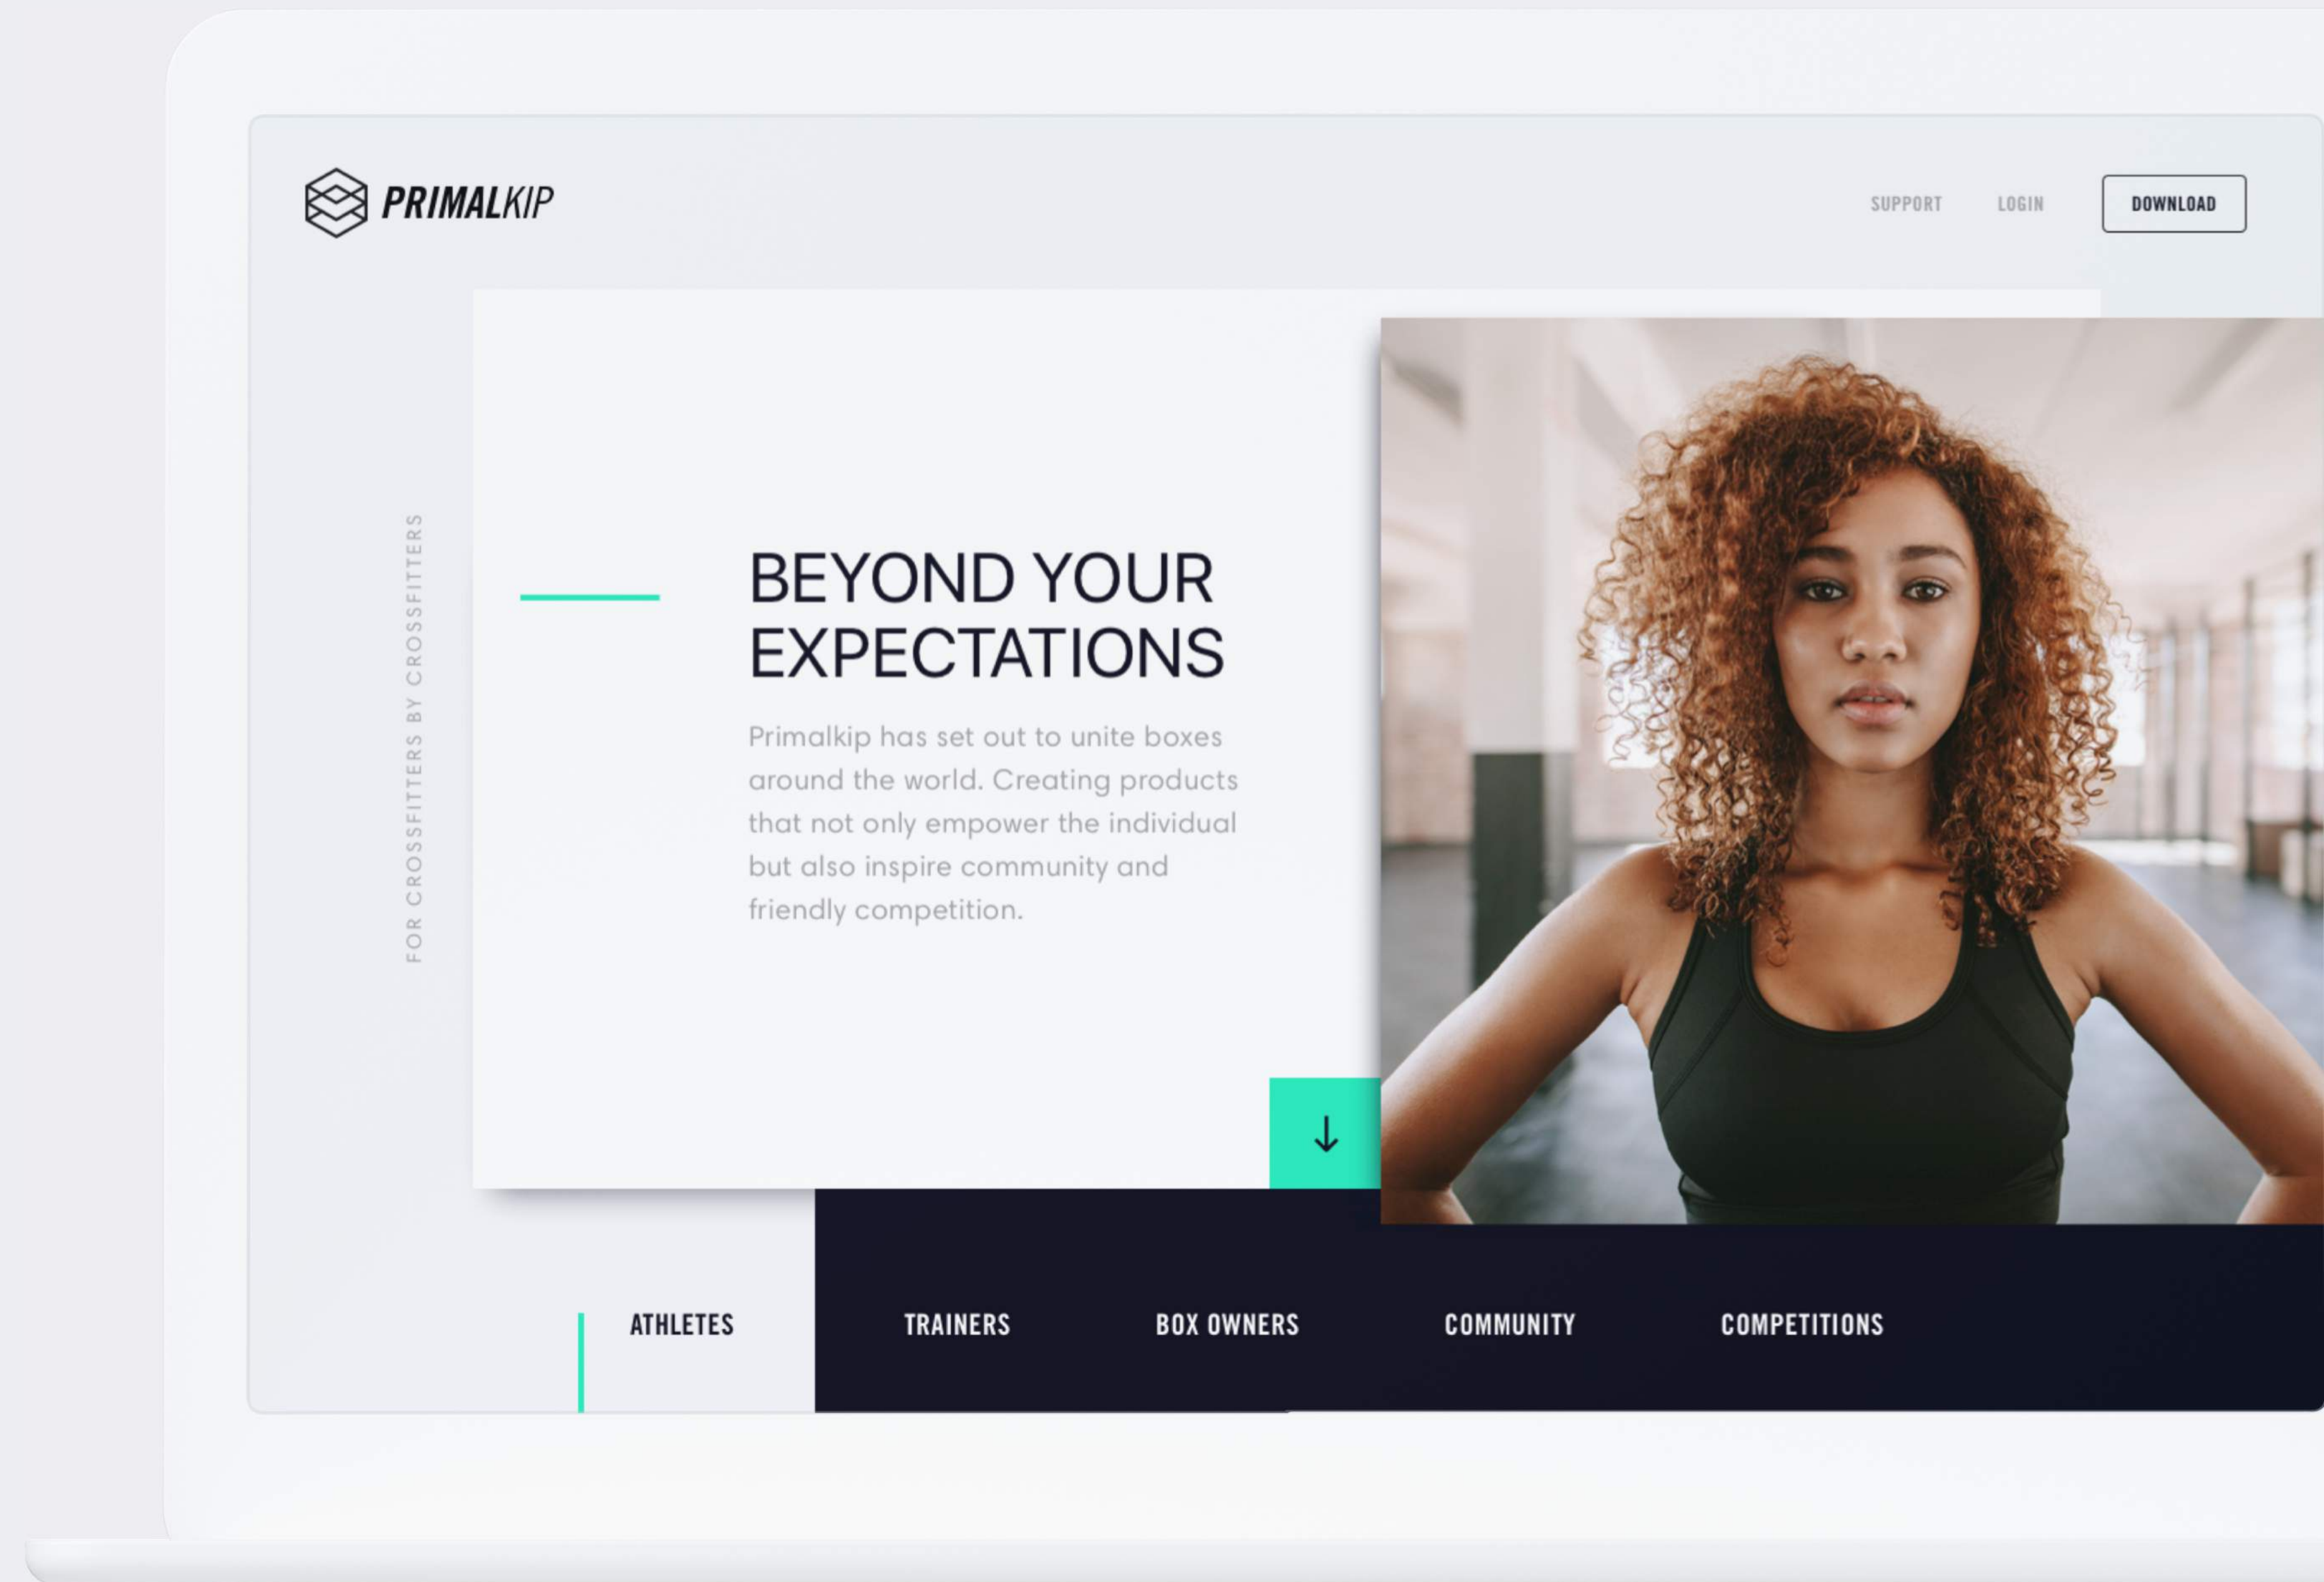 PRIMALKIP
SUPPORT
LOGIN
DOWNLOAD
FOR CROSSFITTERS BY CROSSFITTERS
BEYOND YOUR
EXPECTATIONS
Primalkip has set out to unite boxes
around the world. Creating products
that not only empower the individual
but also inspire community and
friendly competition.
ATHLETES
TRAINERS
BOX OWNERS
COMMUNITY
COMPETITIONS